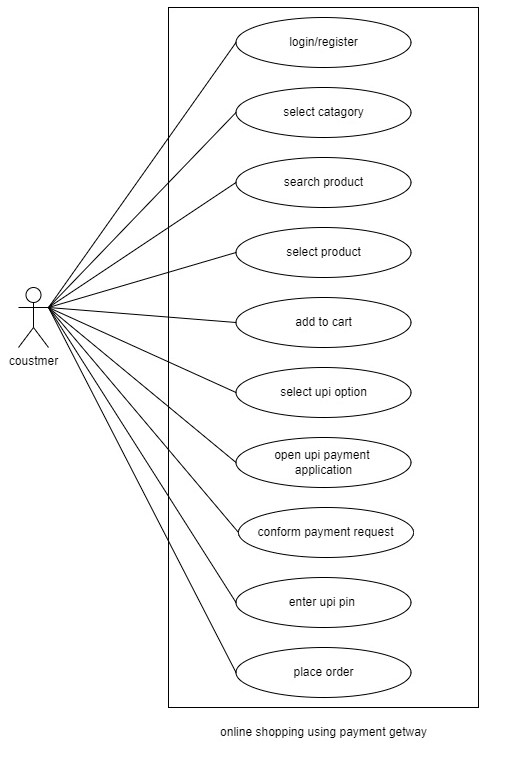 login/register
select catagory
search product
select product
add to cart
coustmer
select upi option
open upi payment
application
conform payment request
enter upi pin
place order
online shopping using payment getway